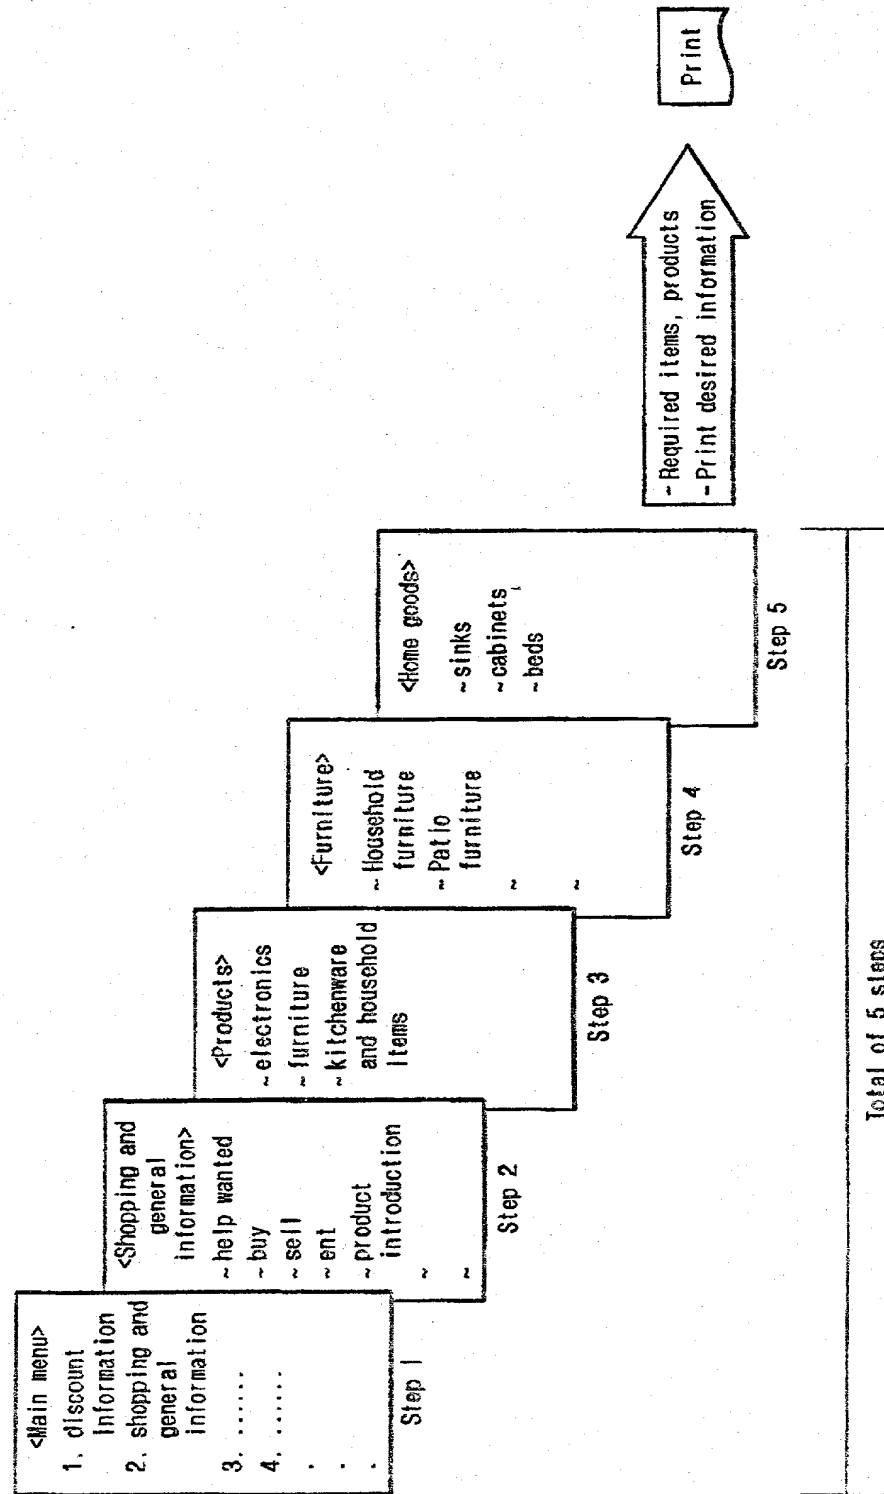 <Main menu>
1. discount
Information
2. shopping and
general
information
3. ......
4. ......
.
.
.
Step 1
<Shopping and
general
information>
~help wanted
~buy
~sell
~ent
~product
introduction
~
~
Step 2
<Products>
~electronics
~furniture
~kitchenware
and household
items
Step 3
<Furniture>
~Household
furniture
~Patio
furniture
~
~
Step 4
<Home goods>
~sinks
~cabinets
~beds
Step 5
-Required items, products
-Print desired information
Print
Total of 5 steps